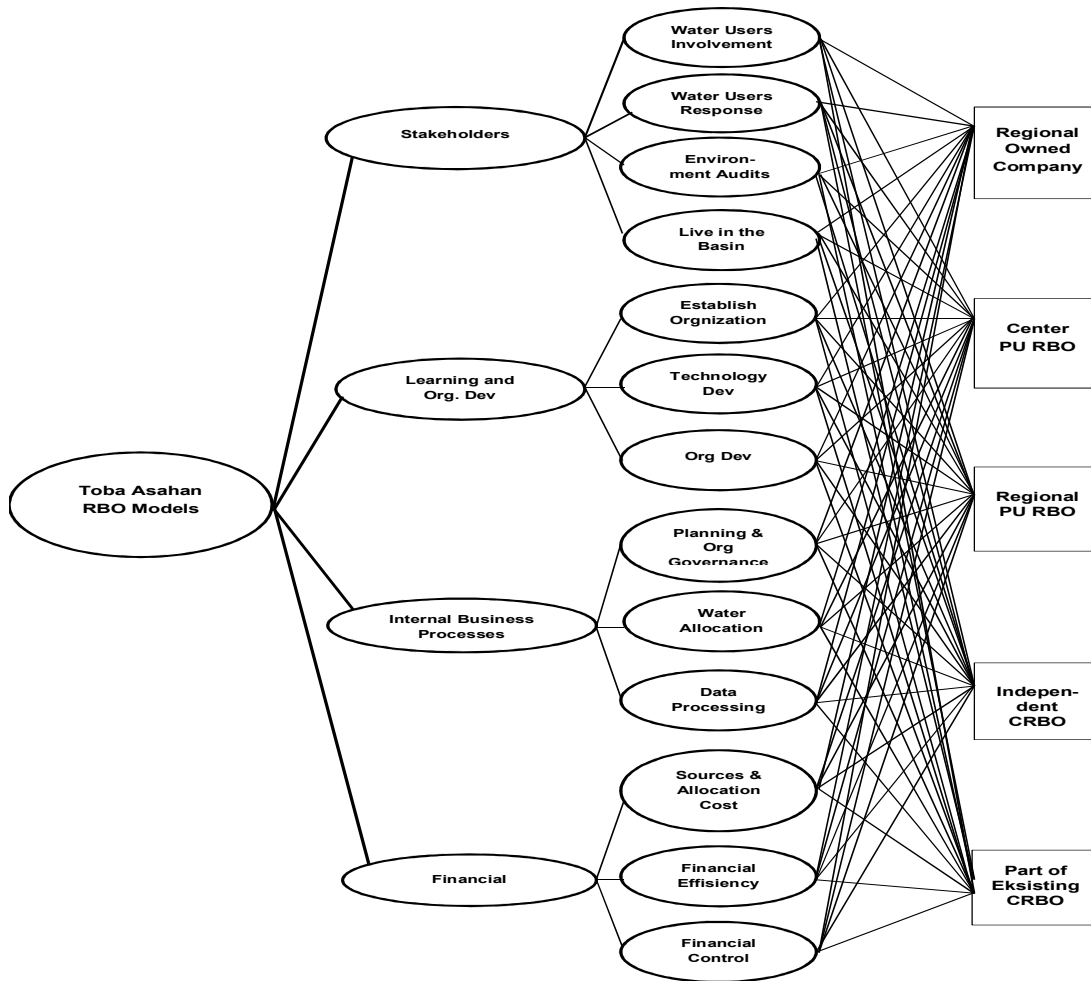 Water Users
Involvement
Water Users
Response
Stakeholders
Environ-
ment Audits
Live in the
Basin
Establish
Orgnization
Learning and
Org. Dev
Technology
Dev
Org Dev
Toba Asahan
RBO Models
Planning &
Org
Governance
Internal Business
Processes
Water
Allocation
Data
Processing
Sources &
Allocation
Cost
Financial
Financial
Effisiency
Financial
Control
Regional
Owned
Company
Center
PU RBO
Regional
PU RBO
Indepen-
dent
CRBO
Part of
Eksisting
CRBO